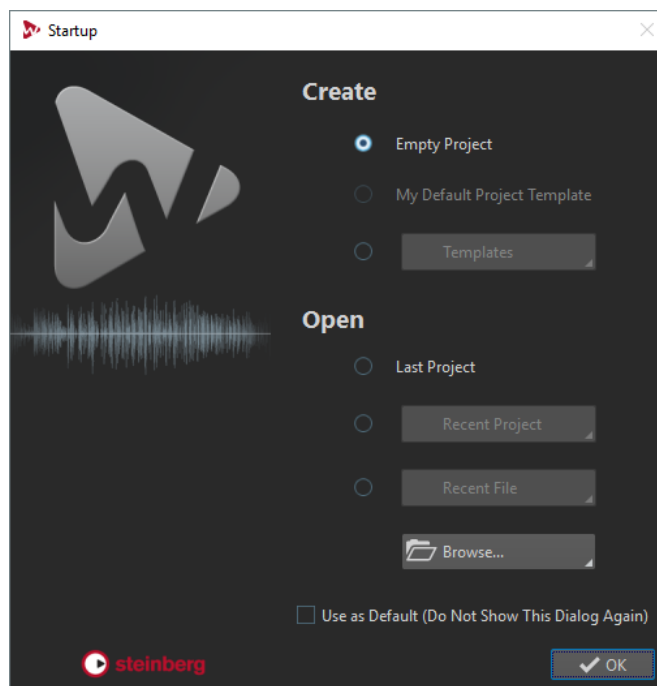 Startup
Create
Empty Project
My Default Project Template
Templates
Open
Last Project
Recent Project
Recent File
Browse...
Use as Default (Do Not Show This Dialog Again)
steinberg
OK